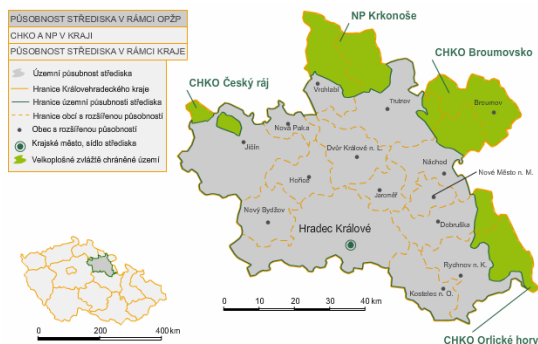 PŮSOBNOST STŘEDISKA V RÁMCI OPŽP
CHKO A NP V KRAJI
PŮSOBNOST STŘEDISKA V RÁMCI KRAJE
Územní působnost střediska
Hranice Královehradeckého kraje
Hranice územní působnosti střediska
Hranice obcí s rozšířenou působností
Obec s rozšířenou působností
Krajské město, sídlo střediska
Velkoplošné zvláště chráněné území
NP Krkonoše
CHKO Broumovsko
CHKO Český ráj
Vrchlabí
Trutnov
Broumov
Nová Paka
Jičín
Dvůr Králové n. L.
Náchod
Hořice
Nové Město n. M.
Jaroměř
Nový Bydžov
Dobruška
Hradec Králové
Rychnov n. K.
Kostelec n. O.
0 10 20 30 40 km
CHKO Orlické hory
0 200 400 km